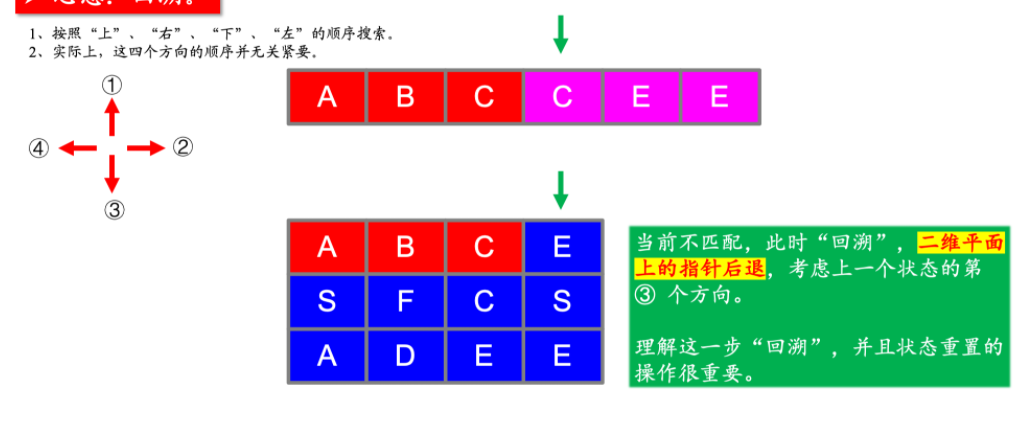 1、按照“上”、“右”、“下”、“左”的顺序搜索。
2、实际上，这四个方向的顺序并无关紧要。
①
④ ②
③
A B C C E E
A B C E
S F C S
A D E E
当前不匹配，此时“回溯”，二维平面
上的指针后退，考虑上一个状态的第
③ 个方向。
理解这一步“回溯”，并且状态重置的
操作很重要。